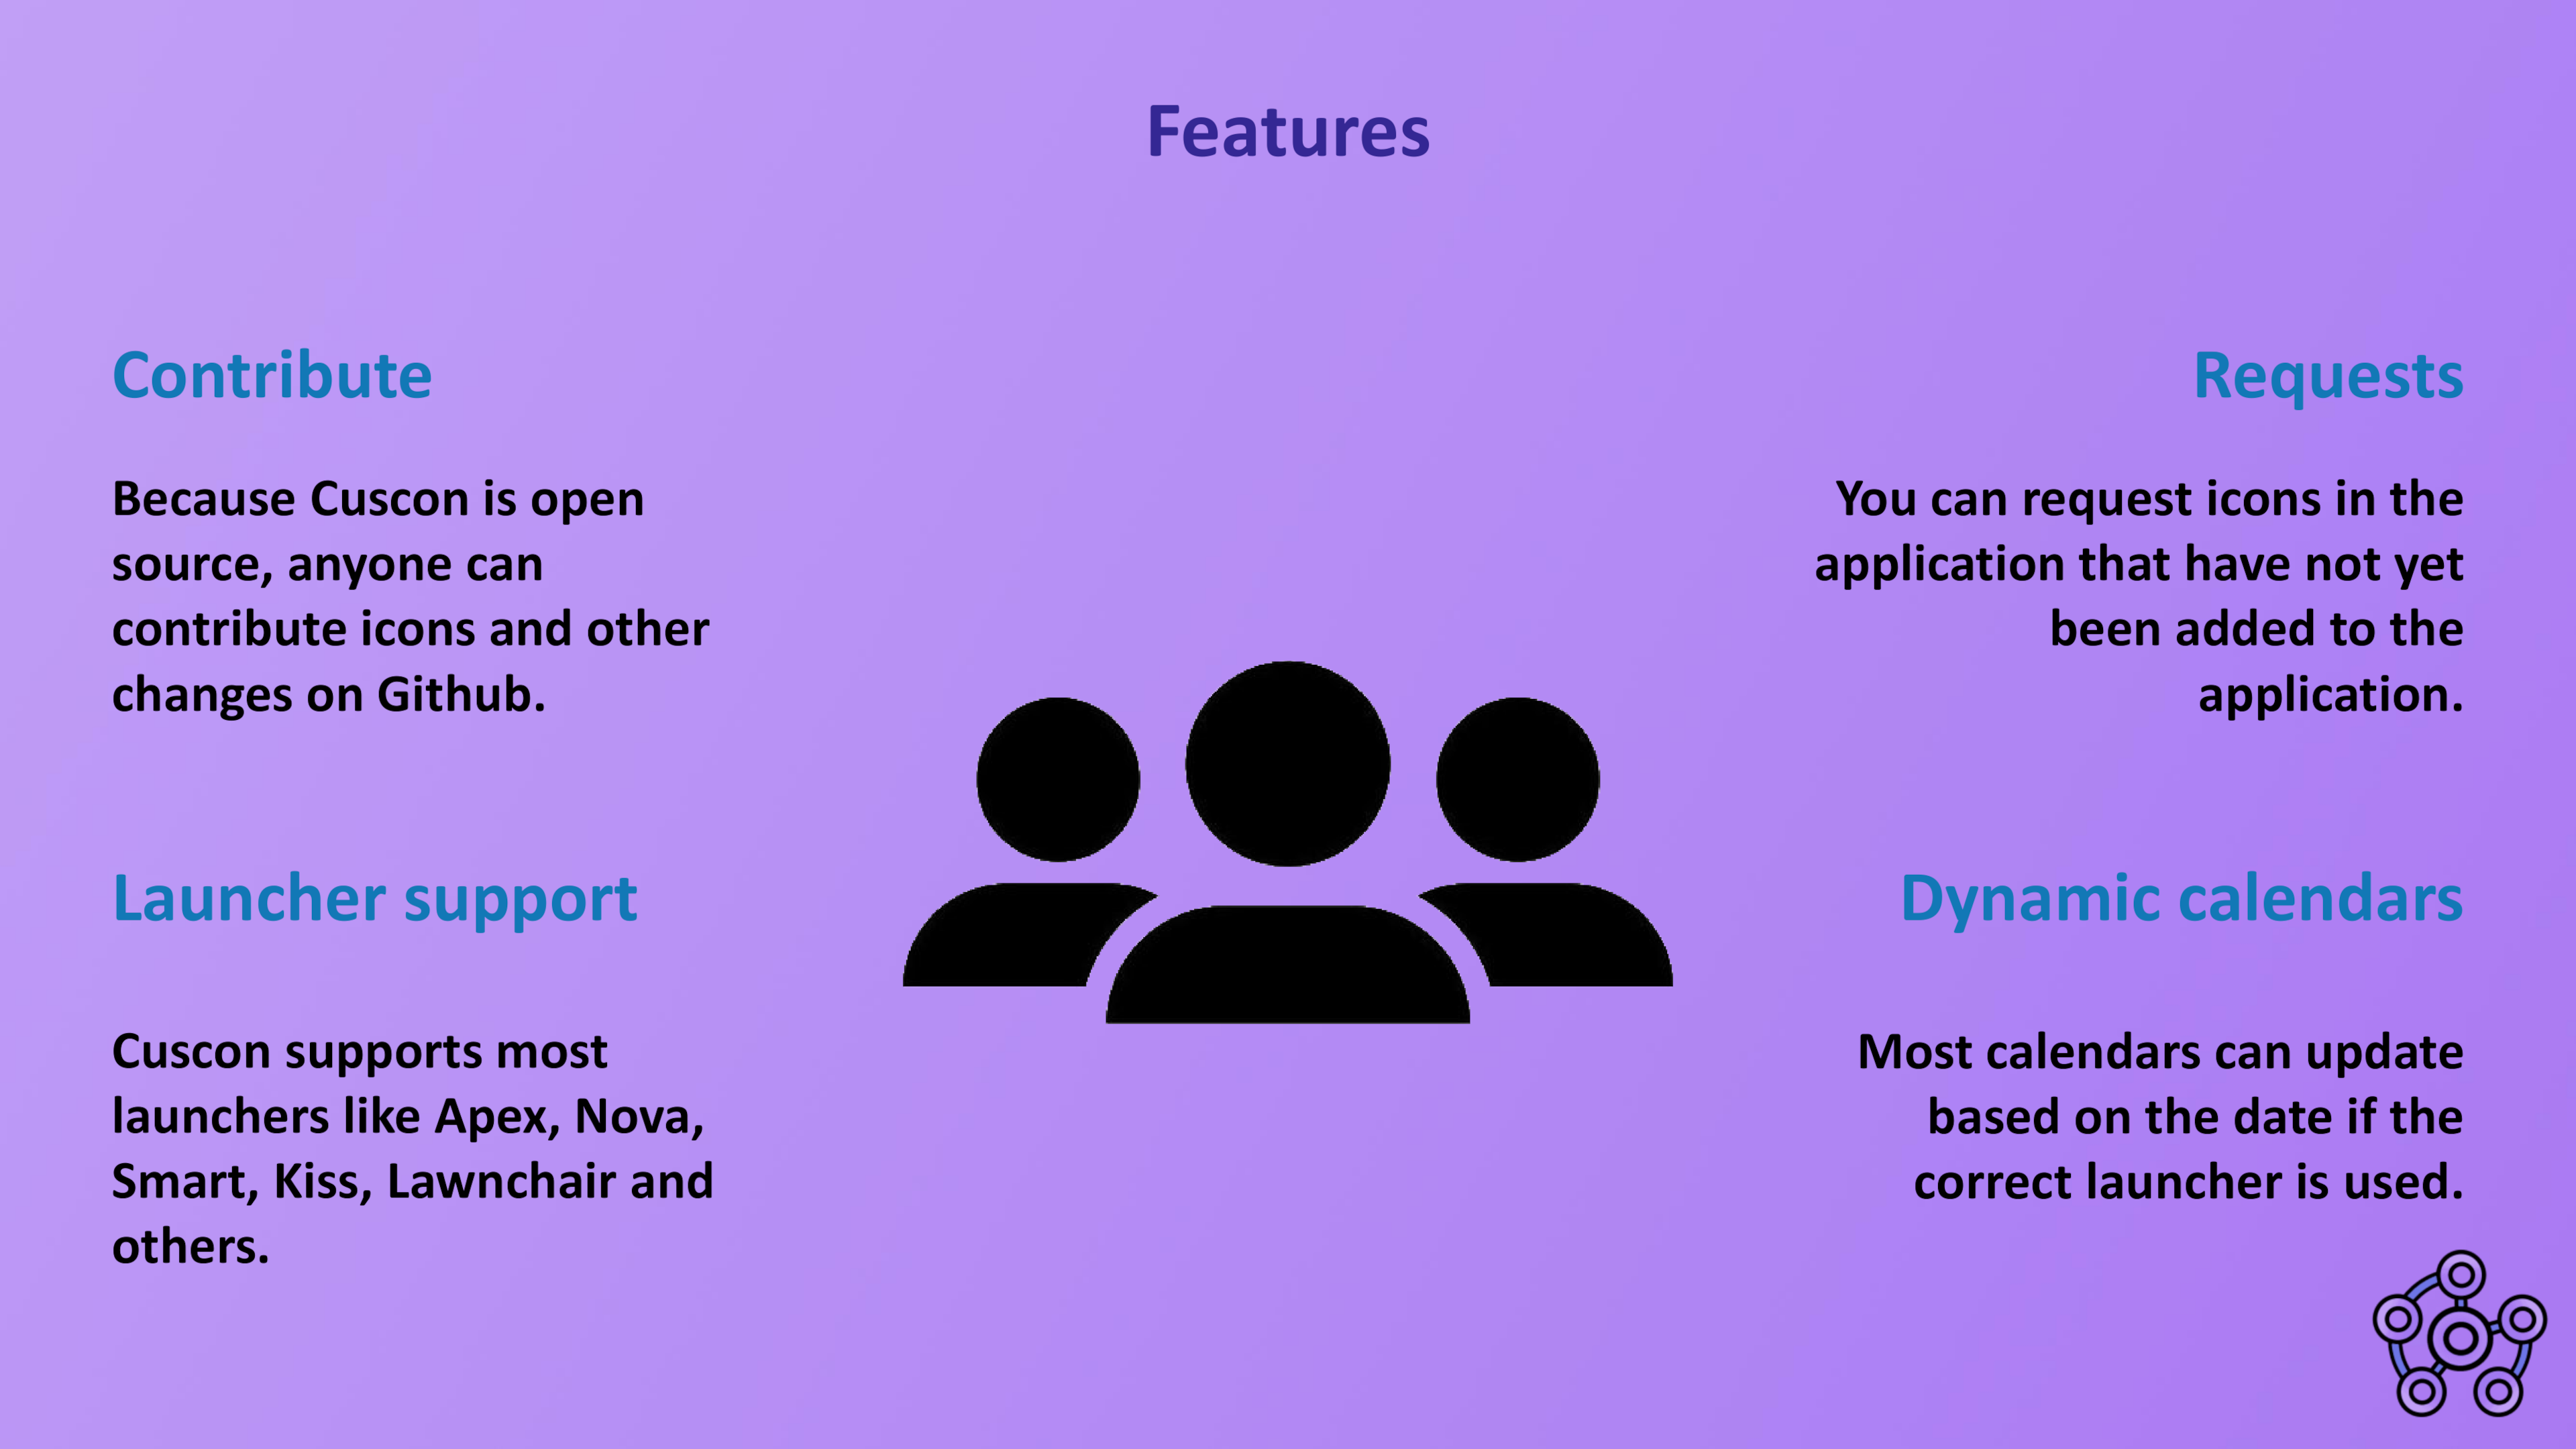 Features
Contribute
Because Cuscon is open
source, anyone can
contribute icons and other
changes on Github.
Requests
You can request icons in the
application that have not yet
been added to the
application.
Launcher support
Cuscon supports most
launchers like Apex, Nova,
Smart, Kiss, Lawnchair and
others.
Dynamic calendars
Most calendars can update
based on the date if the
correct launcher is used.